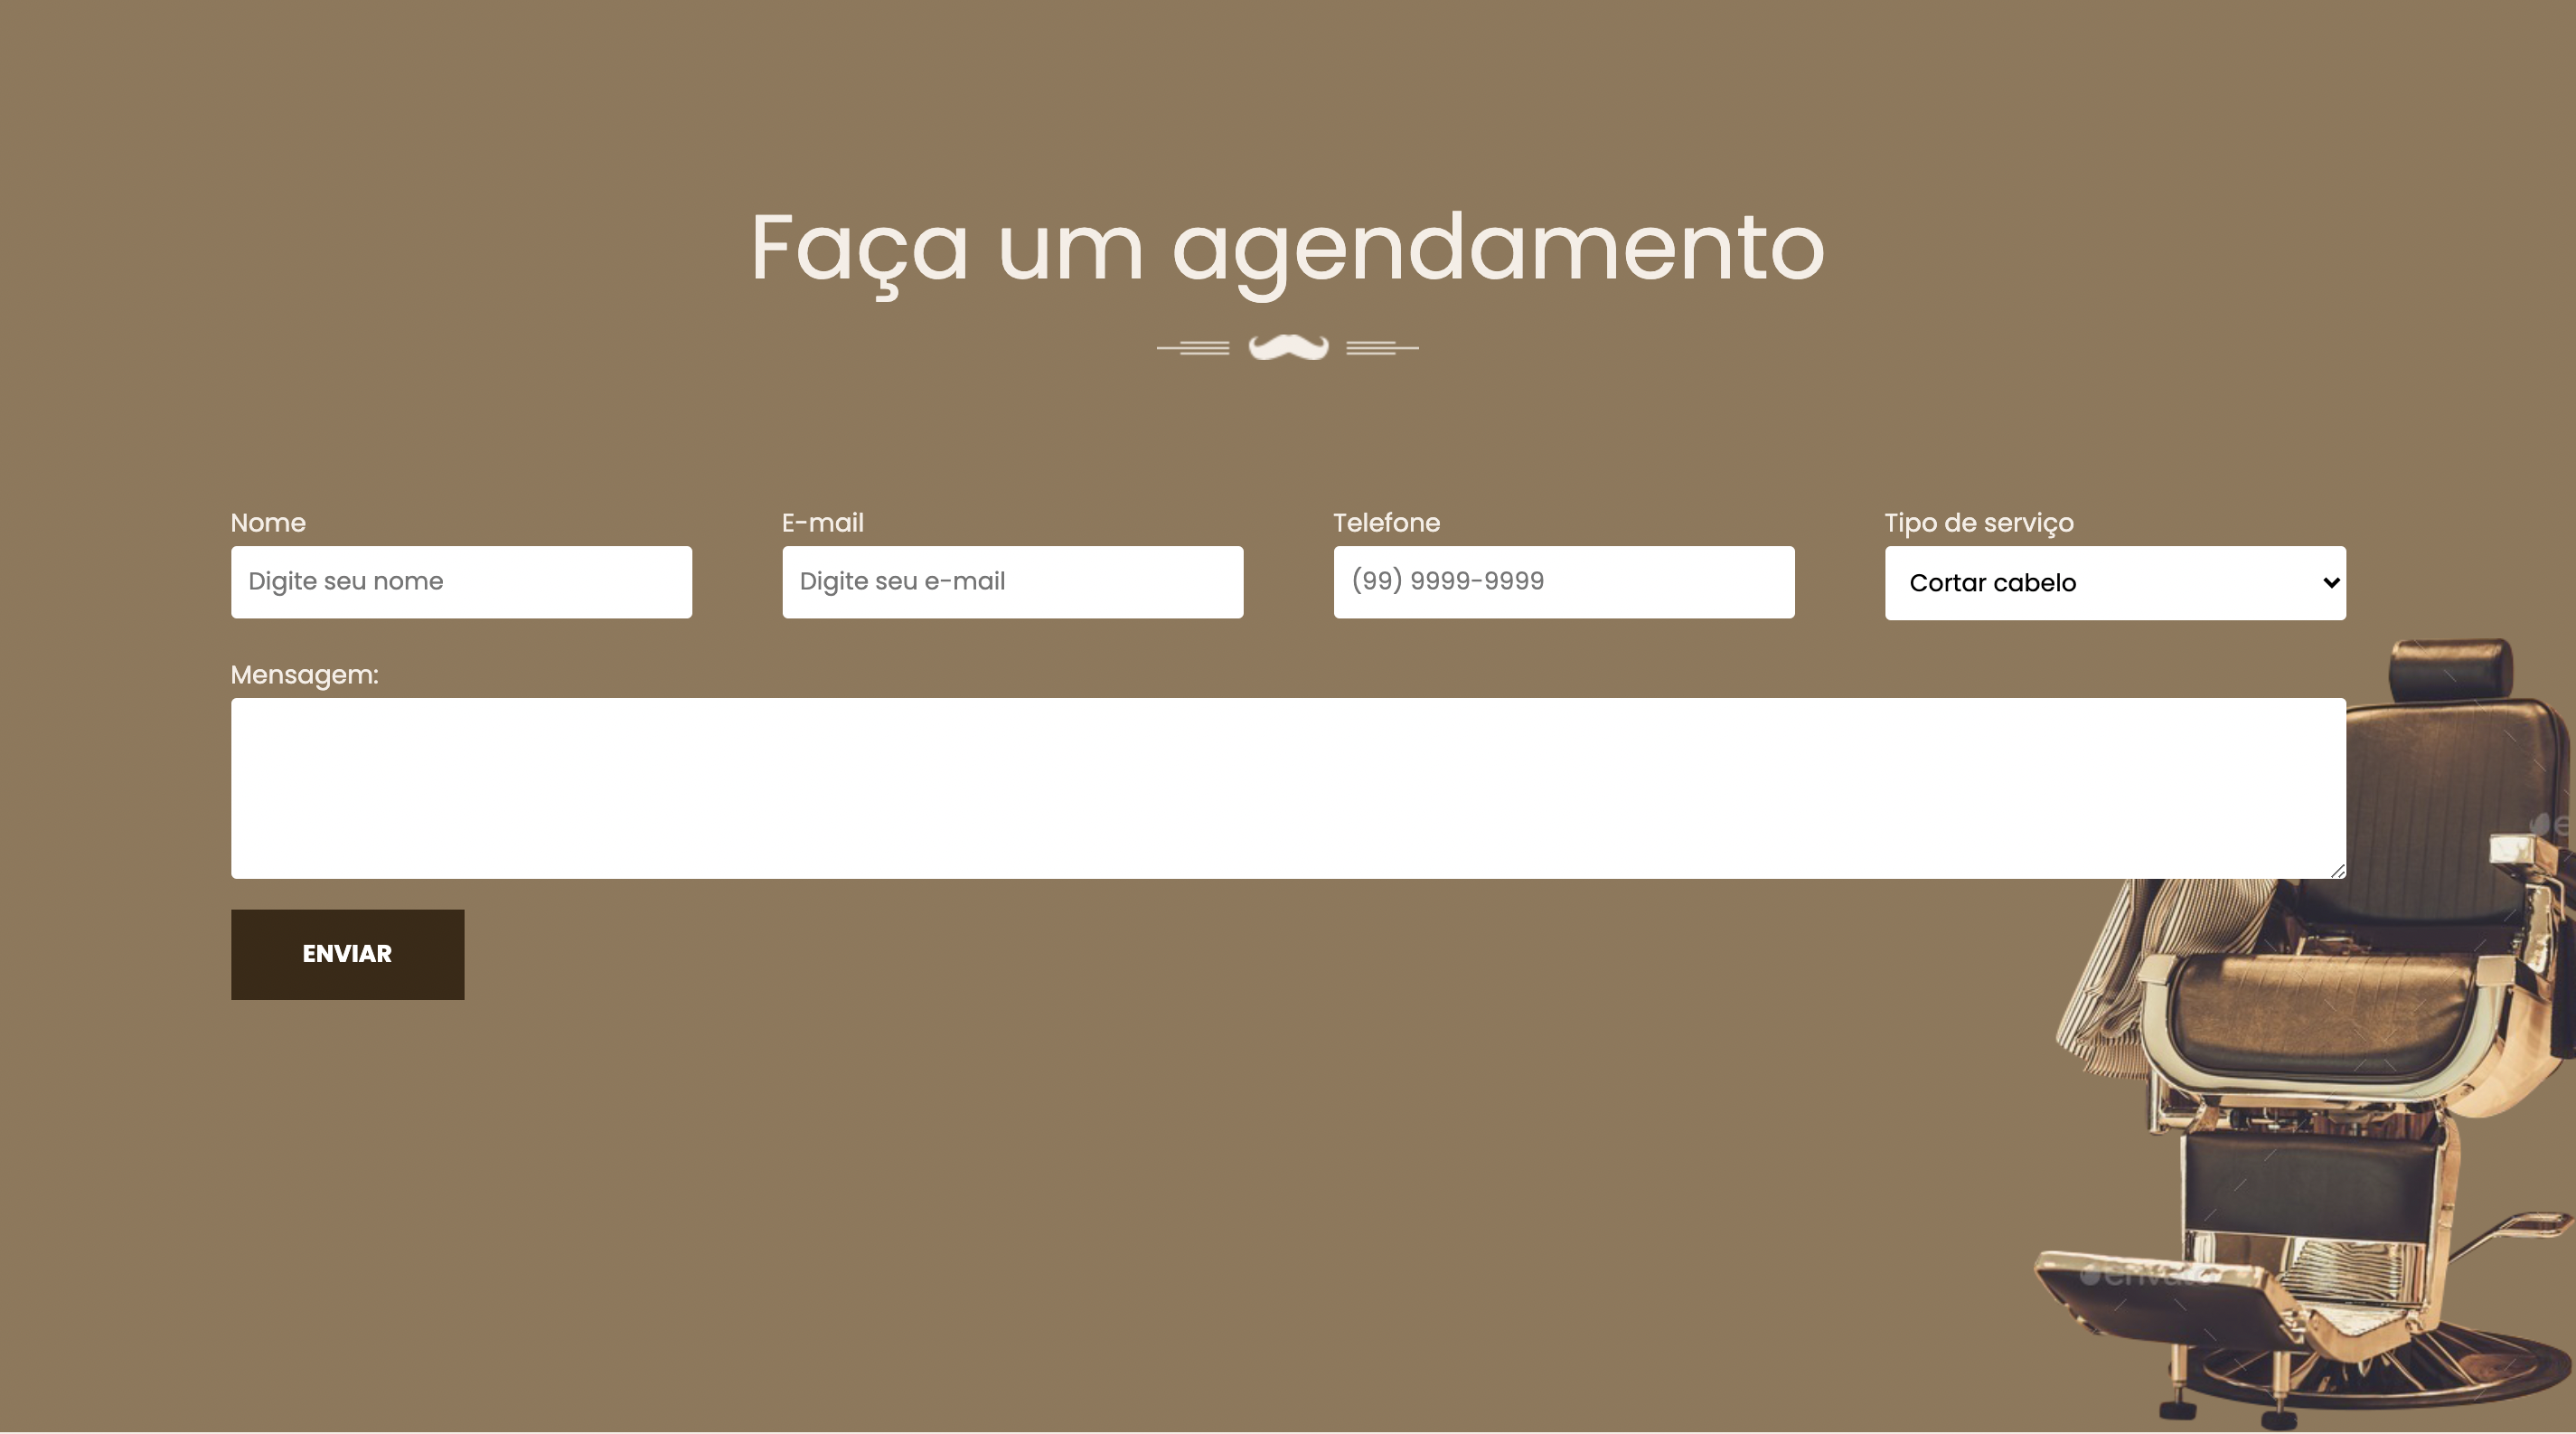 Faça um agendamento
Nome
E-mail
Telefone
Tipo de serviço
Digite seu nome
Digite seu e-mail
(99) 9999-9999
Cortar cabelo
Mensagem:
ENVIAR
envato